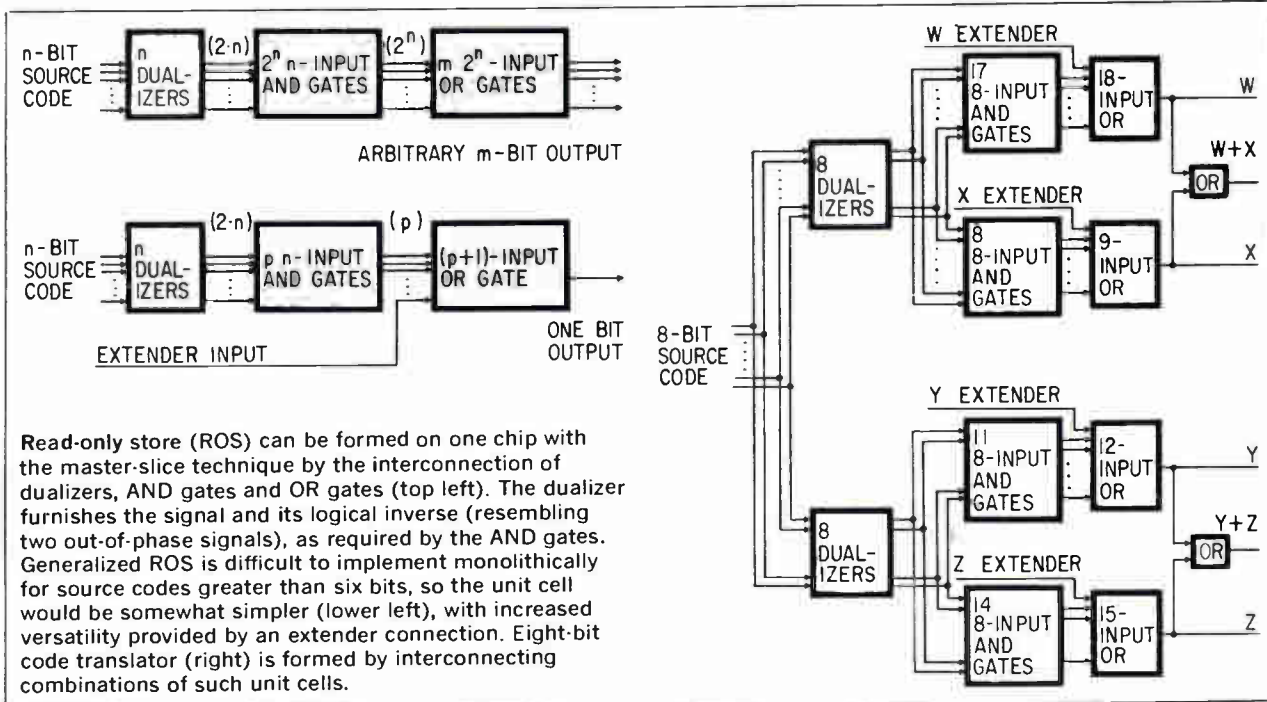 n-BIT
SOURCE
CODE
n
DUAL-
IZERS
(2·n)
2ⁿ n-INPUT
AND GATES
(2ⁿ)
m 2ⁿ-INPUT
OR GATES
ARBITRARY m-BIT OUTPUT
n-BIT
SOURCE
CODE
n
DUAL-
IZERS
(2·n)
p n-INPUT
AND GATES
(p)
(p+1)-INPUT
OR GATE
ONE BIT
OUTPUT
EXTENDER INPUT
Read-only store (ROS) can be formed on one chip with
the master-slice technique by the interconnection of
dualizers, AND gates and OR gates (top left). The dualizer
furnishes the signal and its logical inverse (resembling
two out-of-phase signals), as required by the AND gates.
Generalized ROS is difficult to implement monolithically
for source codes greater than six bits, so the unit cell
would be somewhat simpler (lower left), with increased
versatility provided by an extender connection. Eight-bit
code translator (right) is formed by interconnecting
combinations of such unit cells.
8-BIT
SOURCE
CODE
8
DUAL-
IZERS
W EXTENDER
17
8-INPUT
AND
GATES
18-
INPUT
OR
W
W+X
OR
X EXTENDER
8
8-INPUT
AND
GATES
9-
INPUT
OR
X
8
DUAL-
IZERS
Y EXTENDER
11
8-INPUT
AND
GATES
12-
INPUT
OR
Y
Y+Z
OR
Z EXTENDER
14
8-INPUT
AND
GATES
15-
INPUT
OR
Z